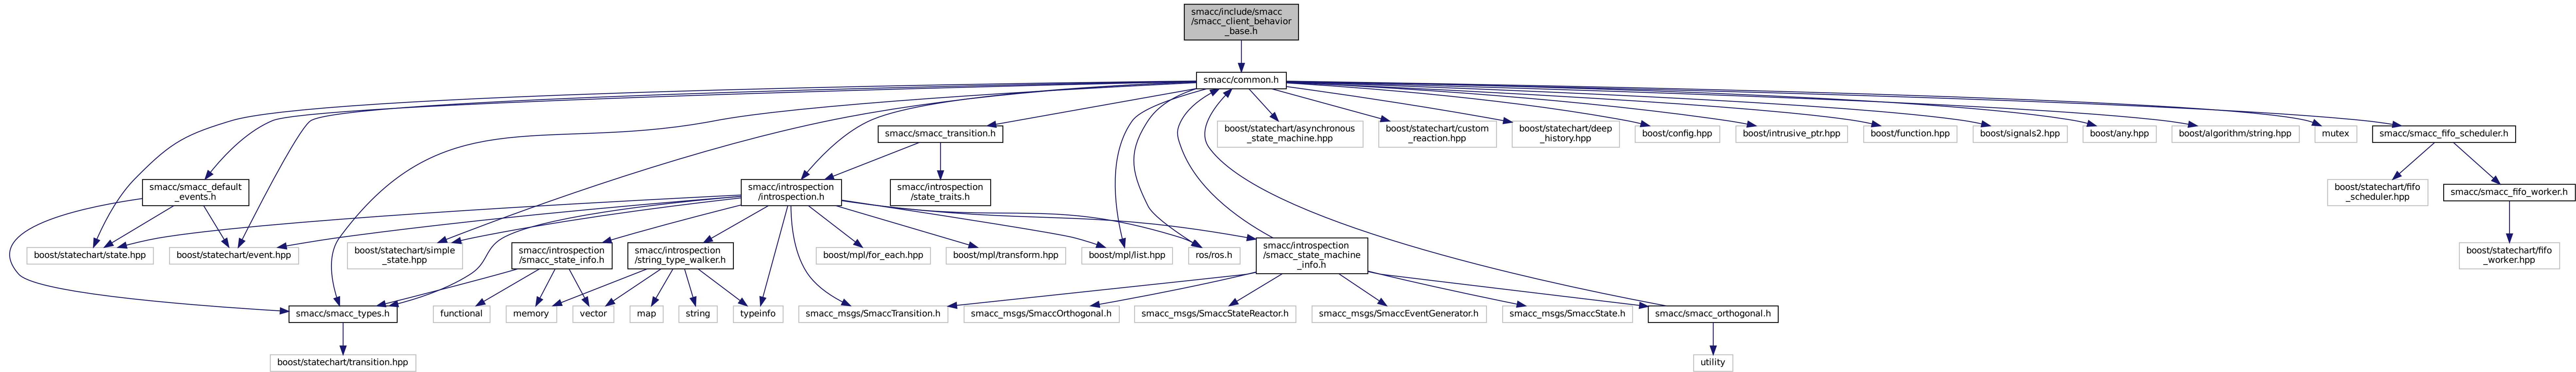 smacc/include/smacc
/smacc_client_behavior
_base.h
smacc/common.h
smacc/smacc_transition.h
boost/statechart/asynchronous
_state_machine.hpp
boost/statechart/custom
_reaction.hpp
boost/statechart/deep
_history.hpp
boost/config.hpp
boost/intrusive_ptr.hpp
boost/function.hpp
boost/signals2.hpp
boost/any.hpp
boost/algorithm/string.hpp
mutex
smacc/smacc_fifo_scheduler.h
smacc/smacc_default
_events.h
smacc/introspection
/introspection.h
smacc/introspection
/state_traits.h
boost/statechart/fifo
_scheduler.hpp
smacc/smacc_fifo_worker.h
boost/statechart/state.hpp
boost/statechart/event.hpp
boost/statechart/simple
_state.hpp
smacc/introspection
/smacc_state_info.h
smacc/introspection
/string_type_walker.h
boost/mpl/for_each.hpp
boost/mpl/transform.hpp
boost/mpl/list.hpp
ros/ros.h
smacc/introspection
/smacc_state_machine
_info.h
boost/statechart/fifo
_worker.hpp
smacc/smacc_types.h
functional
memory
vector
map
string
typeinfo
smacc_msgs/SmaccTransition.h
smacc_msgs/SmaccOrthogonal.h
smacc_msgs/SmaccStateReactor.h
smacc_msgs/SmaccEventGenerator.h
smacc_msgs/SmaccState.h
smacc/smacc_orthogonal.h
boost/statechart/transition.hpp
utility